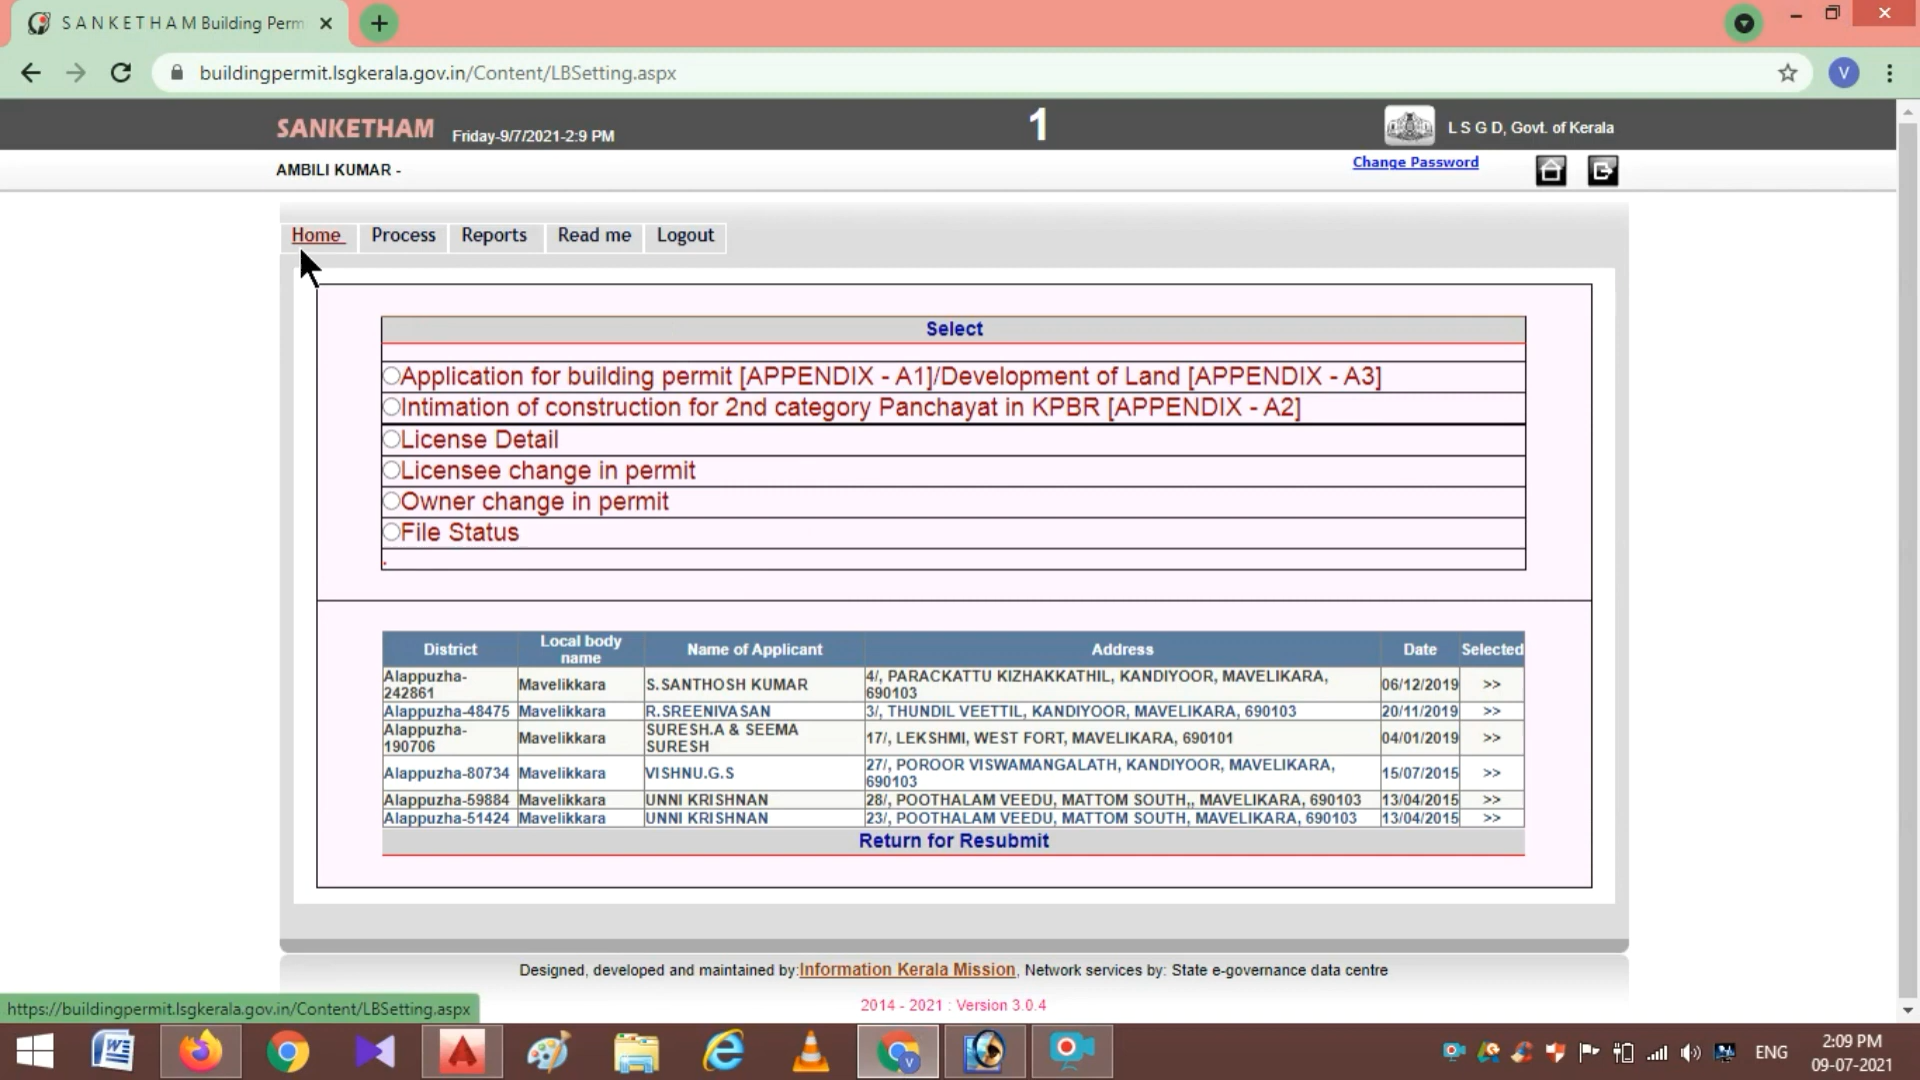 S A N K E T H A M Building Perm
buildingpermit.lsgkerala.gov.in/Content/LBSetting.aspx
V
SANKETHAM Friday-9/7/2021-2:9 PM 1 L S G D, Govt. of Kerala
AMBILI KUMAR - Change Password
Home Process Reports Read me Logout
Select
Application for building permit [APPENDIX - A1]/Development of Land [APPENDIX - A3]
Intimation of construction for 2nd category Panchayat in KPBR [APPENDIX - A2]
License Detail
Licensee change in permit
Owner change in permit
File Status
.
District Local body name Name of Applicant Address Date Selected
Alappuzha-242861 Mavelikkara S.SANTHOSH KUMAR 4/, PARACKATTU KIZHAKKATHIL, KANDIYOOR, MAVELIKARA, 690103 06/12/2019 >>
Alappuzha-48475 Mavelikkara R.SREENIVASAN 3/, THUNDIL VEETTIL, KANDIYOOR, MAVELIKARA, 690103 20/11/2019 >>
Alappuzha-190706 Mavelikkara SURESH.A & SEEMA SURESH 17/, LEKSHMI, WEST FORT, MAVELIKARA, 690101 04/01/2019 >>
Alappuzha-80734 Mavelikkara VISHNU.G.S 27/, POROOR VISWAMANGALATH, KANDIYOOR, MAVELIKARA, 690103 15/07/2015 >>
Alappuzha-59884 Mavelikkara UNNI KRISHNAN 28/, POOTHALAM VEEDU, MATTOM SOUTH,, MAVELIKARA, 690103 13/04/2015 >>
Alappuzha-51424 Mavelikkara UNNI KRISHNAN 23/, POOTHALAM VEEDU, MATTOM SOUTH, MAVELIKARA, 690103 13/04/2015 >>
Return for Resubmit
Designed, developed and maintained by:Information Kerala Mission, Network services by: State e-governance data centre
2014 - 2021 : Version 3.0.4
https://buildingpermit.lsgkerala.gov.in/Content/LBSetting.aspx
ENG 2:09 PM
09-07-2021